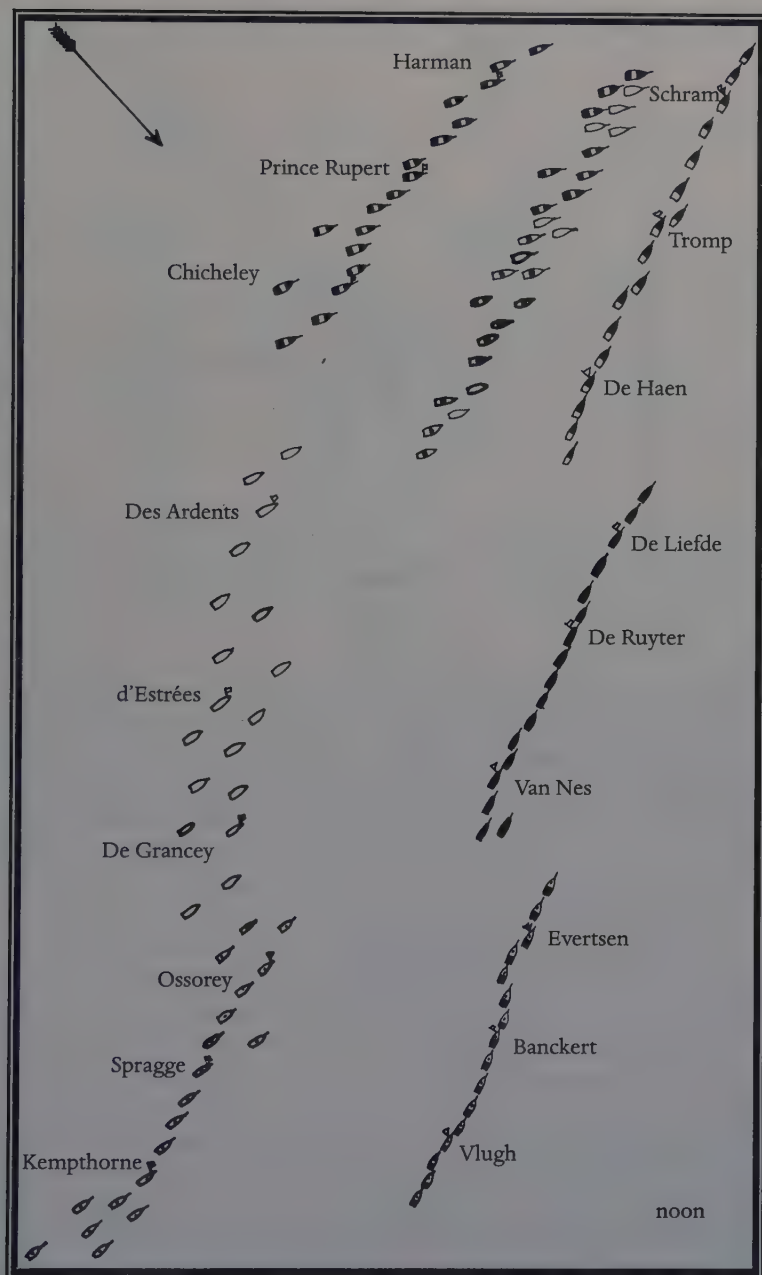 Harman
Schram
Prince Rupert
Tromp
Chicheley
De Haen
Des Ardents
De Liefde
De Ruyter
d'Estrées
Van Nes
De Grancey
Evertsen
Ossorey
Banckert
Spragge
Vlugh
Kempthorne
noon